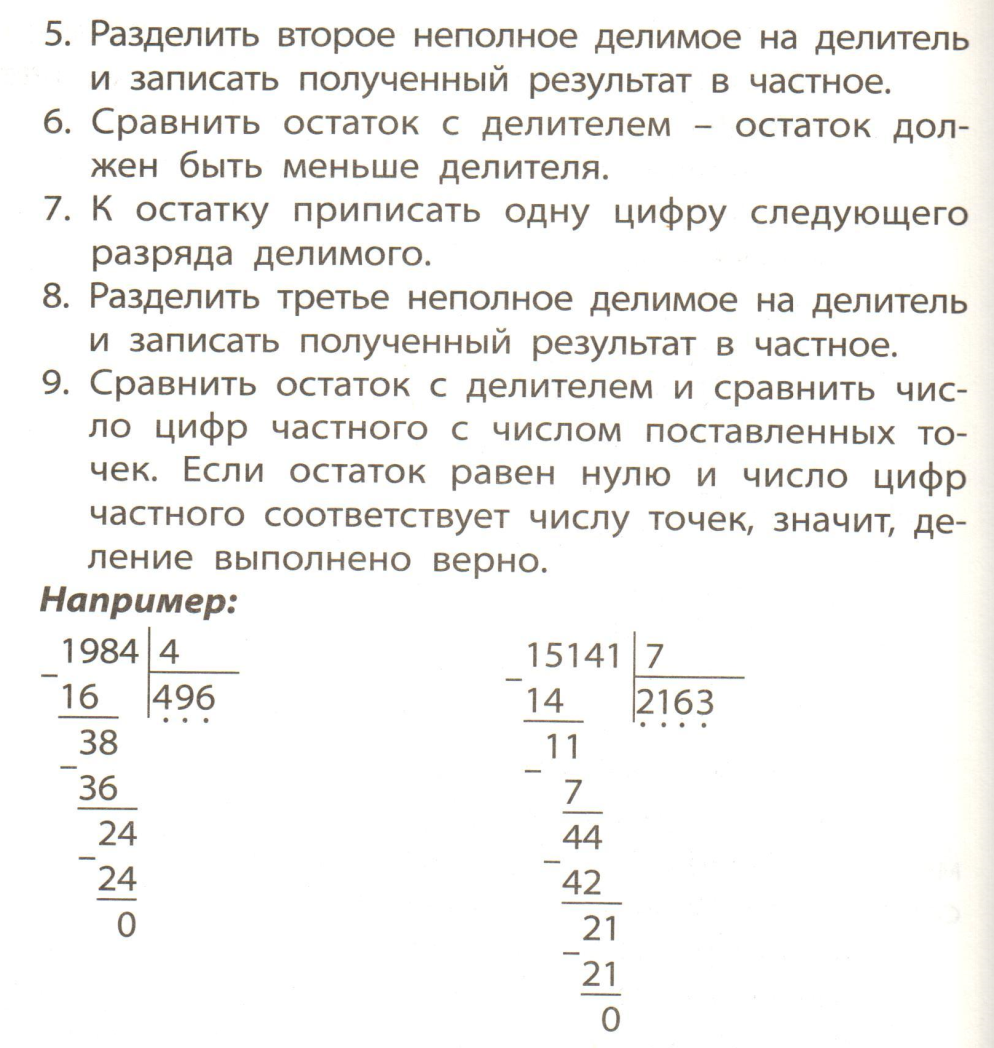 5. Разделить второе неполное делимое на делитель
и записать полученный результат в частное.
6. Сравнить остаток с делителем – остаток дол-
жен быть меньше делителя.
7. К остатку приписать одну цифру следующего
разряда делимого.
8. Разделить третье неполное делимое на делитель
и записать полученный результат в частное.
9. Сравнить остаток с делителем и сравнить чис-
ло цифр частного с числом поставленных то-
чек. Если остаток равен нулю и число цифр
частного соответствует числу точек, значит, де-
ление выполнено верно.
Например:
1984 4
– 16 496
38
– 36
24
– 24
0
15141 7
– 14 2163
11
– 7
44
– 42
21
– 21
0